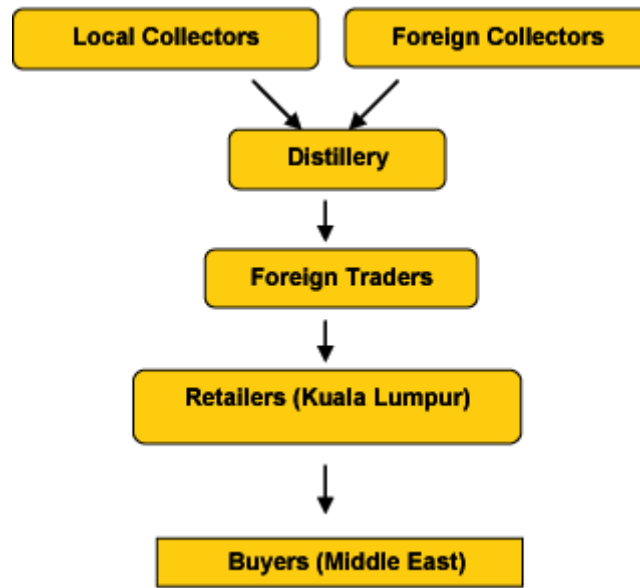 Local Collectors
Foreign Collectors
Distillery
Foreign Traders
Retailers (Kuala Lumpur)
Buyers (Middle East)